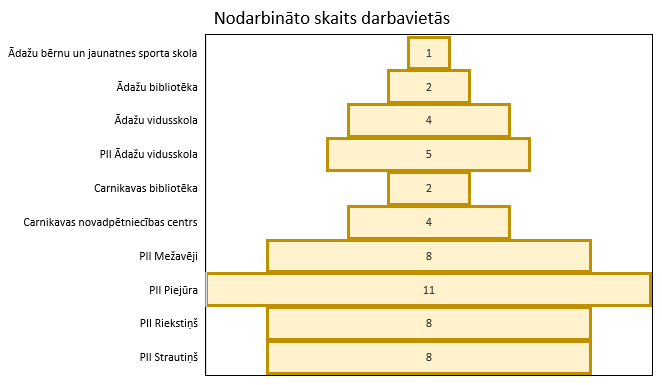 Nodarbināto skaits darbavietās
Ādažu bērnu un jaunatnes sporta skola 1
Ādažu bibliotēka 2
Ādažu vidusskola 4
PII Ādažu vidusskola 5
Carnikavas bibliotēka 2
Carnikavas novadpētniecības centrs 4
PII Mežavēji 8
PII Piejūra 11
PII Riekstiņš 8
PII Strautiņš 8